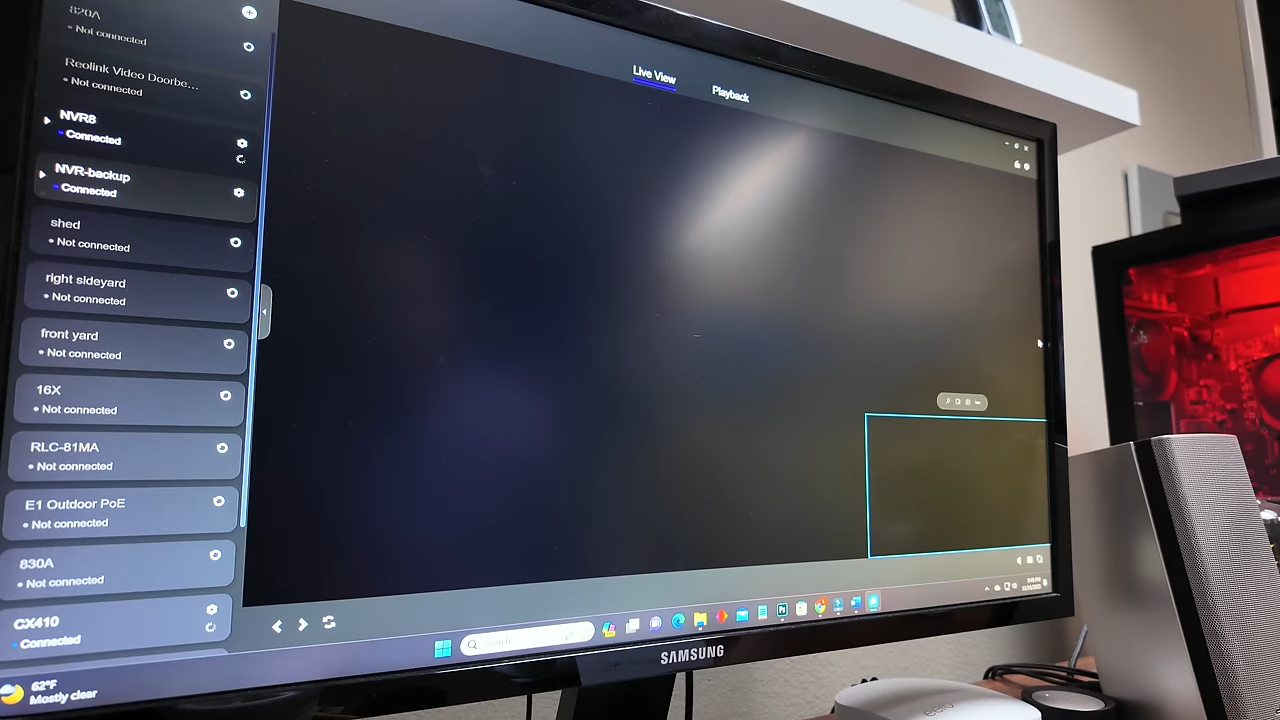 820A
Not connected
Reolink Video Doorbe...
Not connected
NVR8
Connected
NVR-backup
Connected
shed
Not connected
right sideyard
Not connected
front yard
Not connected
16X
Not connected
RLC-81MA
Not connected
E1 Outdoor PoE
Not connected
830A
Not connected
CX410
Connected
Live View
Playback
62°F
Mostly clear
Search
SAMSUNG
eero